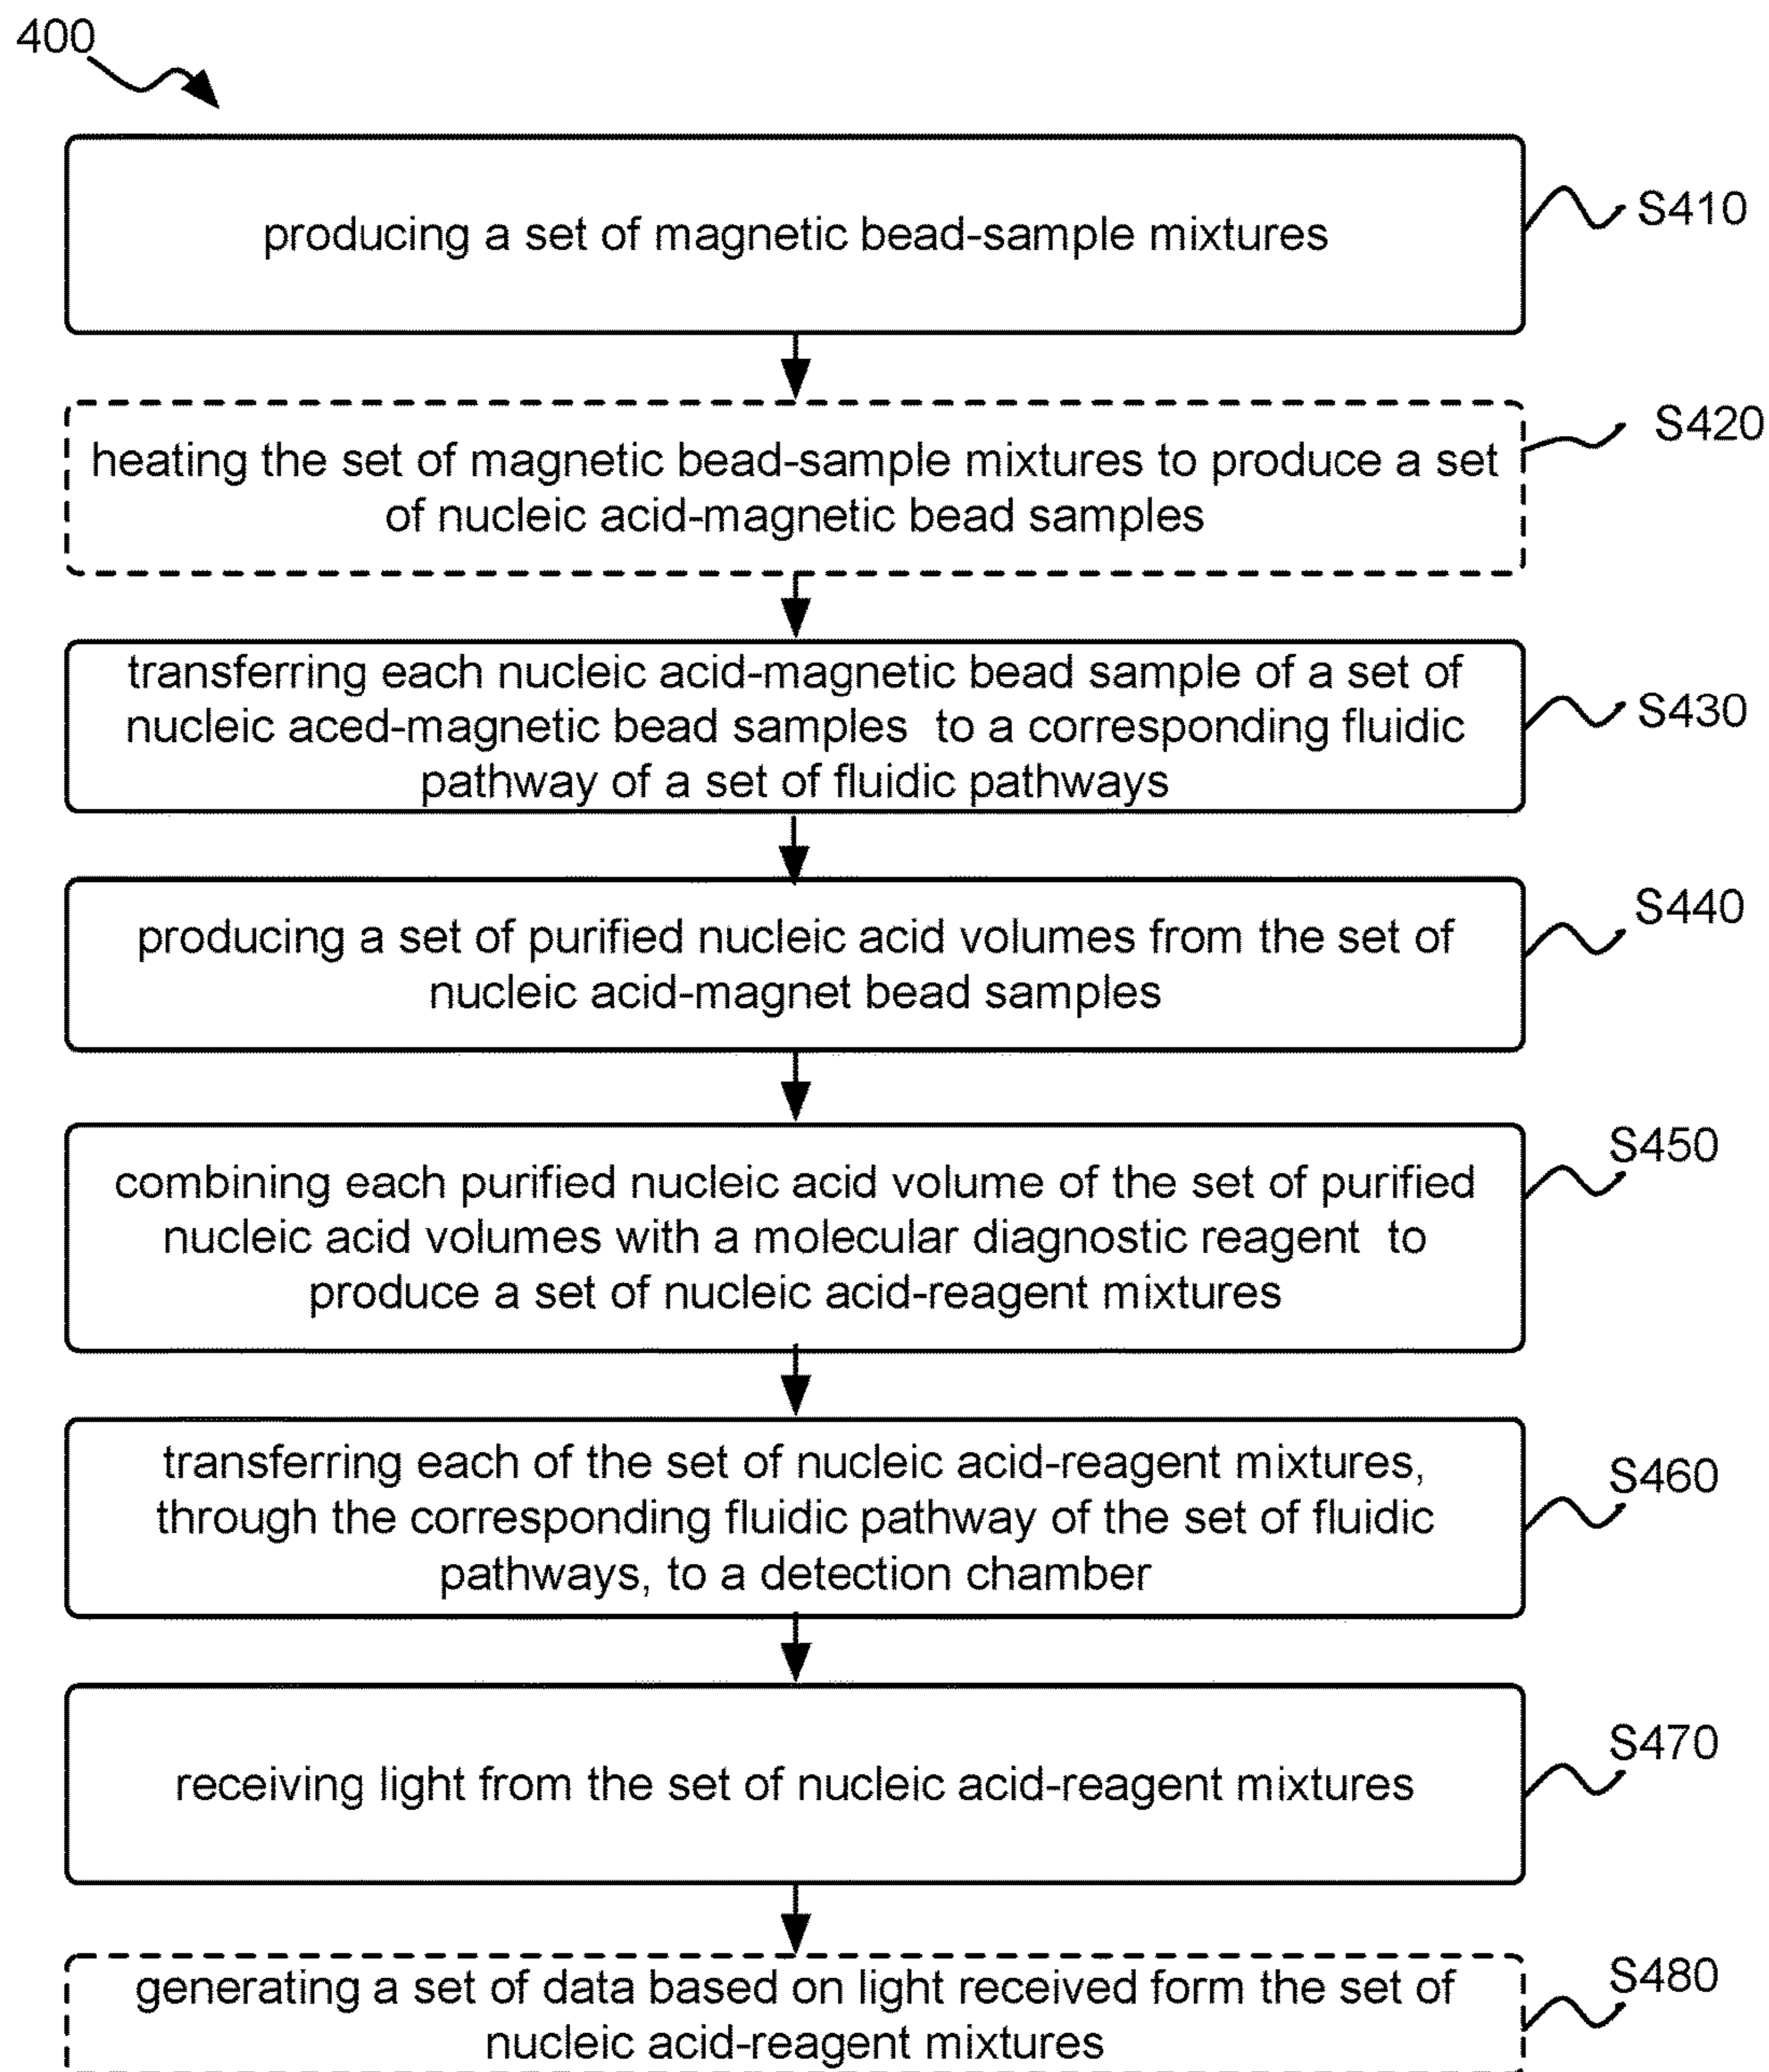 400
producing a set of magnetic bead-sample mixtures
S410
heating the set of magnetic bead-sample mixtures to produce a set
of nucleic acid-magnetic bead samples
S420
transferring each nucleic acid-magnetic bead sample of a set of
nucleic aced-magnetic bead samples to a corresponding fluidic
pathway of a set of fluidic pathways
S430
producing a set of purified nucleic acid volumes from the set of
nucleic acid-magnet bead samples
S440
combining each purified nucleic acid volume of the set of purified
nucleic acid volumes with a molecular diagnostic reagent to
produce a set of nucleic acid-reagent mixtures
S450
transferring each of the set of nucleic acid-reagent mixtures,
through the corresponding fluidic pathway of the set of fluidic
pathways, to a detection chamber
S460
receiving light from the set of nucleic acid-reagent mixtures
S470
generating a set of data based on light received form the set of
nucleic acid-reagent mixtures
S480